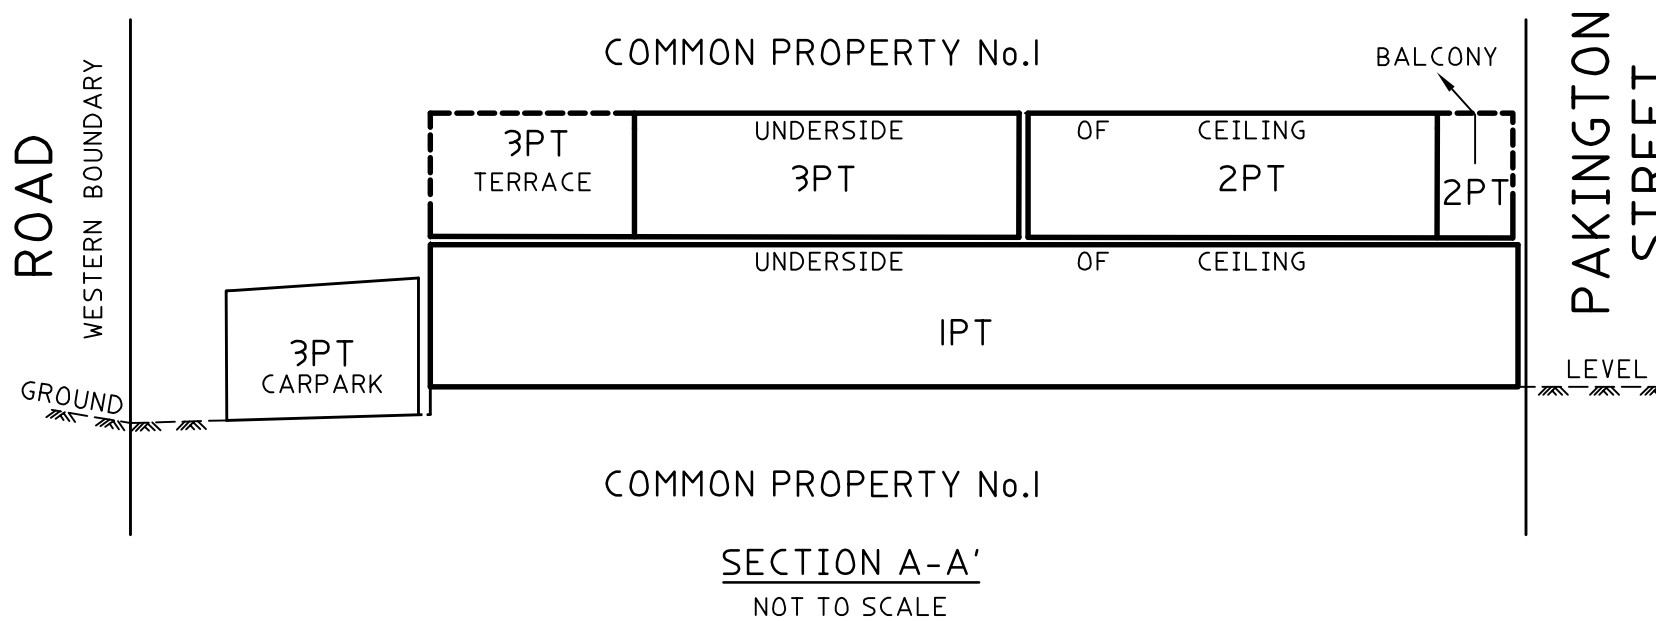 COMMON PROPERTY No.1
BALCONY
ROAD
WESTERN BOUNDARY
PAKINGTON
STREET
UNDERSIDE OF CEILING
3PT
TERRACE
3PT
2PT
2PT
UNDERSIDE OF CEILING
1PT
3PT
CARPARK
GROUND
LEVEL
COMMON PROPERTY No.1
SECTION A-A'
NOT TO SCALE